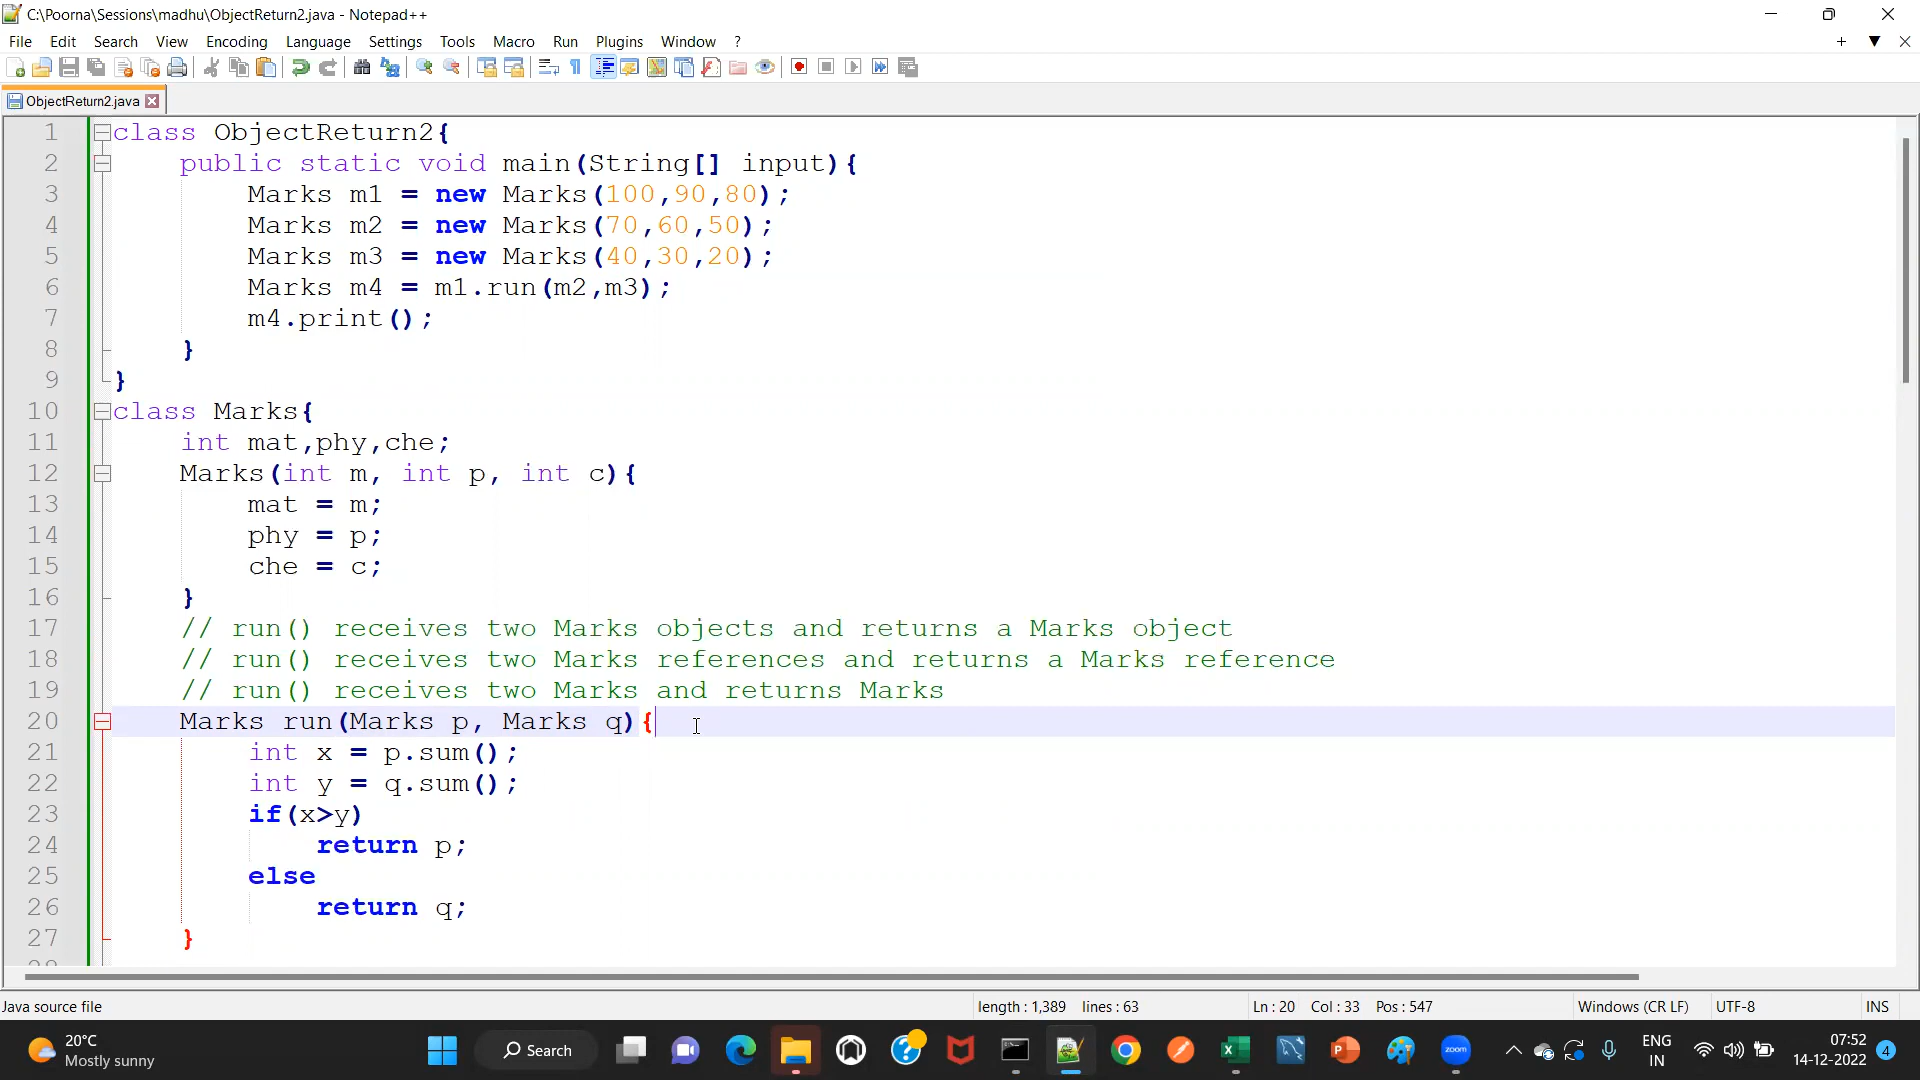 C:\Poorna\Sessions\madhu\ObjectReturn2.java - Notepad++
File Edit Search View Encoding Language Settings Tools Macro Run Plugins Window ?
ObjectReturn2.java
1 class ObjectReturn2{
2 public static void main(String[] input){
3 Marks m1 = new Marks(100,90,80);
4 Marks m2 = new Marks(70,60,50);
5 Marks m3 = new Marks(40,30,20);
6 Marks m4 = m1.run(m2,m3);
7 m4.print();
8 }
9 }
10 class Marks{
11 int mat,phy,che;
12 Marks(int m, int p, int c){
13 mat = m;
14 phy = p;
15 che = c;
16 }
17 // run() receives two Marks objects and returns a Marks object
18 // run() receives two Marks references and returns a Marks reference
19 // run() receives two Marks and returns Marks
20 Marks run(Marks p, Marks q){
21 int x = p.sum();
22 int y = q.sum();
23 if(x>y)
24 return p;
25 else
26 return q;
27 }
Java source file length : 1,389 lines : 63 Ln : 20 Col : 33 Pos : 547 Windows (CR LF) UTF-8 INS
20°C
Mostly sunny
Search
zoom
ENG
IN
07:52
14-12-2022
4